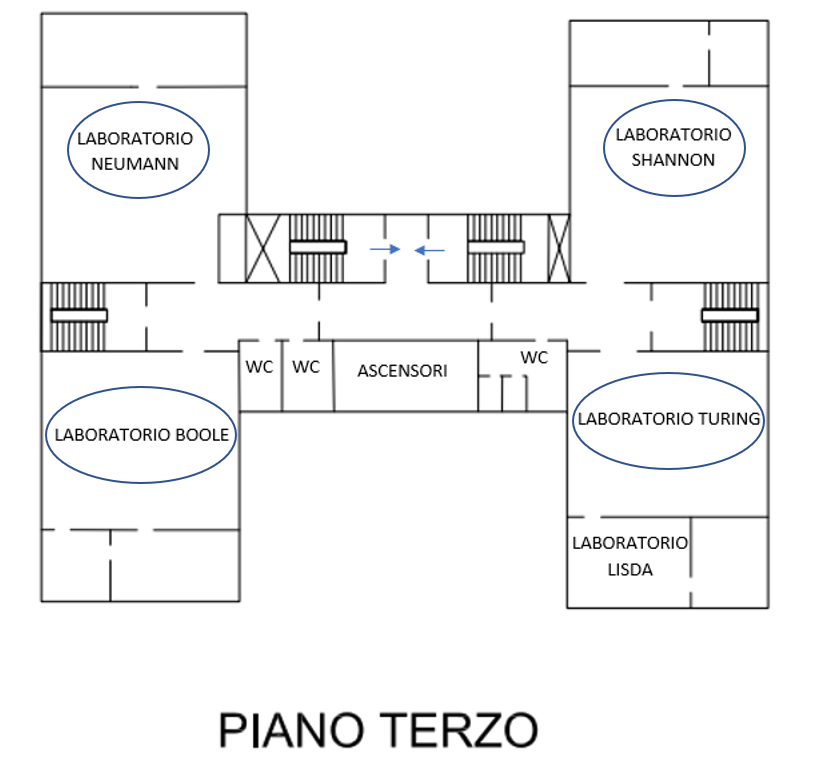 LABORATORIO
NEUMANN
LABORATORIO
SHANNON
WC
WC
ASCENSORI
WC
LABORATORIO BOOLE
LABORATORIO TURING
LABORATORIO
LISDA
PIANO TERZO